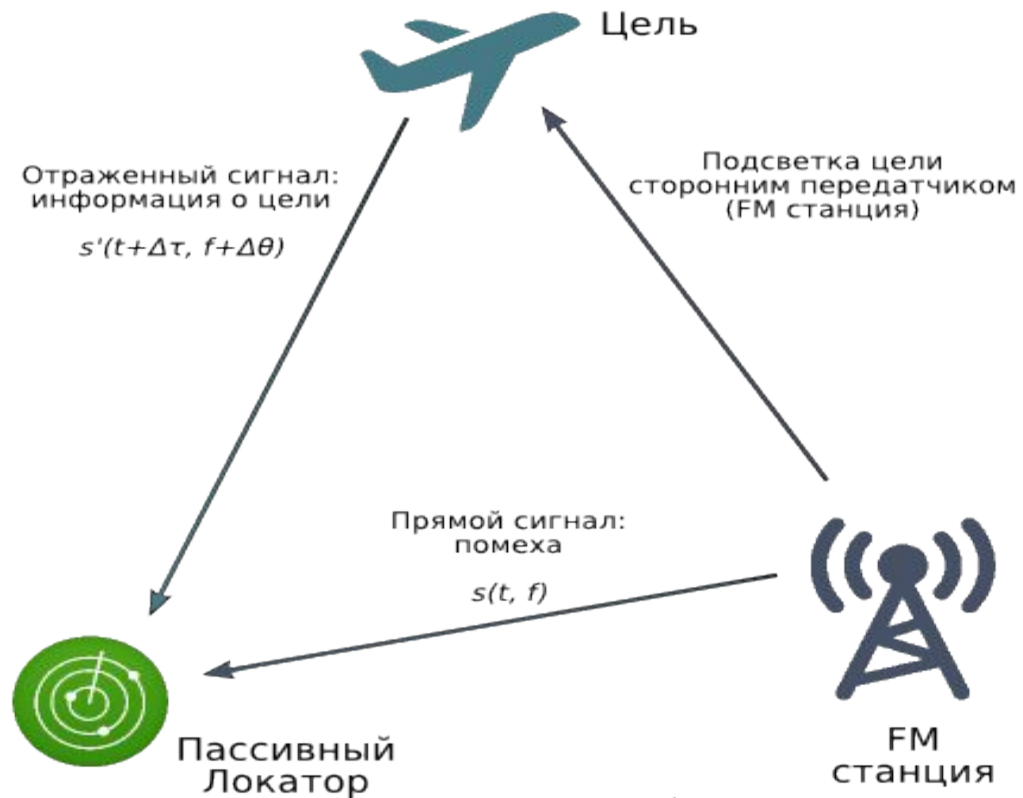 Цель
Отраженный сигнал:
информация о цели
s'(t+Δτ, f+Δθ)
Подсветка цели
сторонним передатчиком
(FM станция)
Прямой сигнал:
помеха
s(t, f)
Пассивный
Локатор
FM
станция